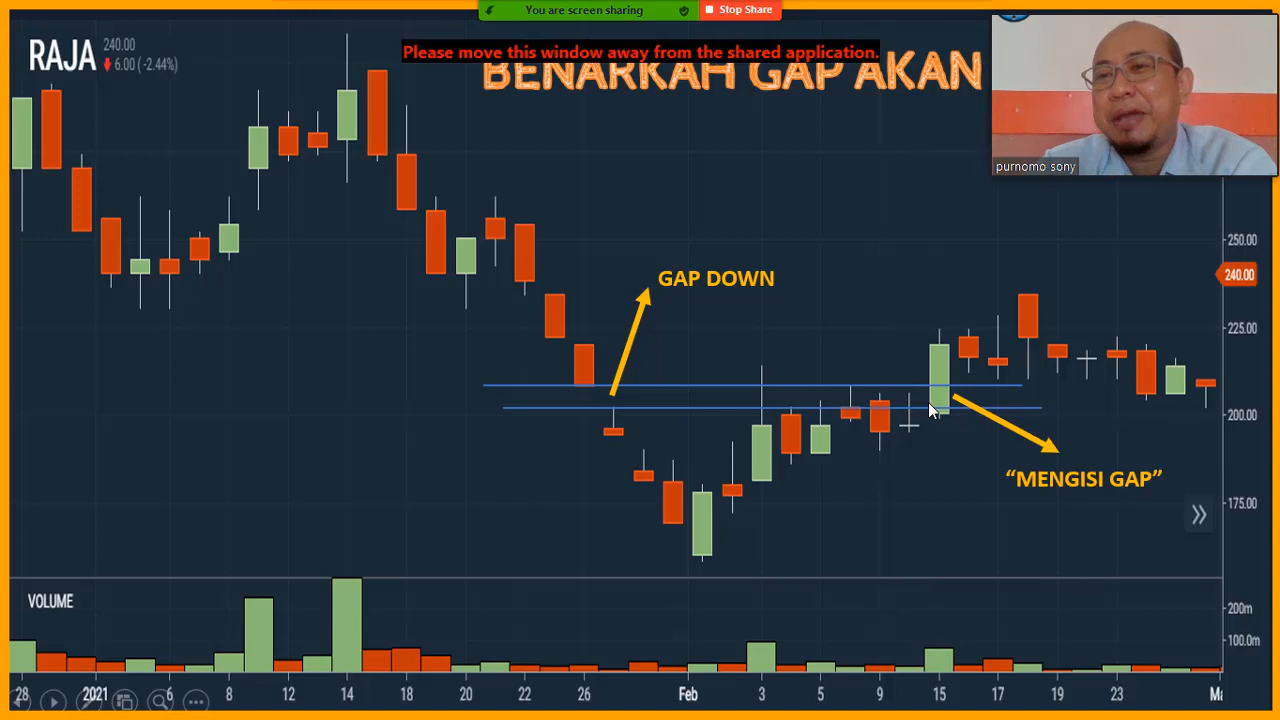 You are screen sharing
Stop Share
Please move this window away from the shared application.
RAJA
240.00
6.00 (-2.44%)
BENARKAH GAP AKAN
purnomo sony
250.00
240.00
GAP DOWN
225.00
200.00
"MENGISI GAP"
175.00
VOLUME
200m
100.0m
28 2021 6 8 12 14 18 20 22 26 Feb 3 5 9 15 17 19 23 Ma